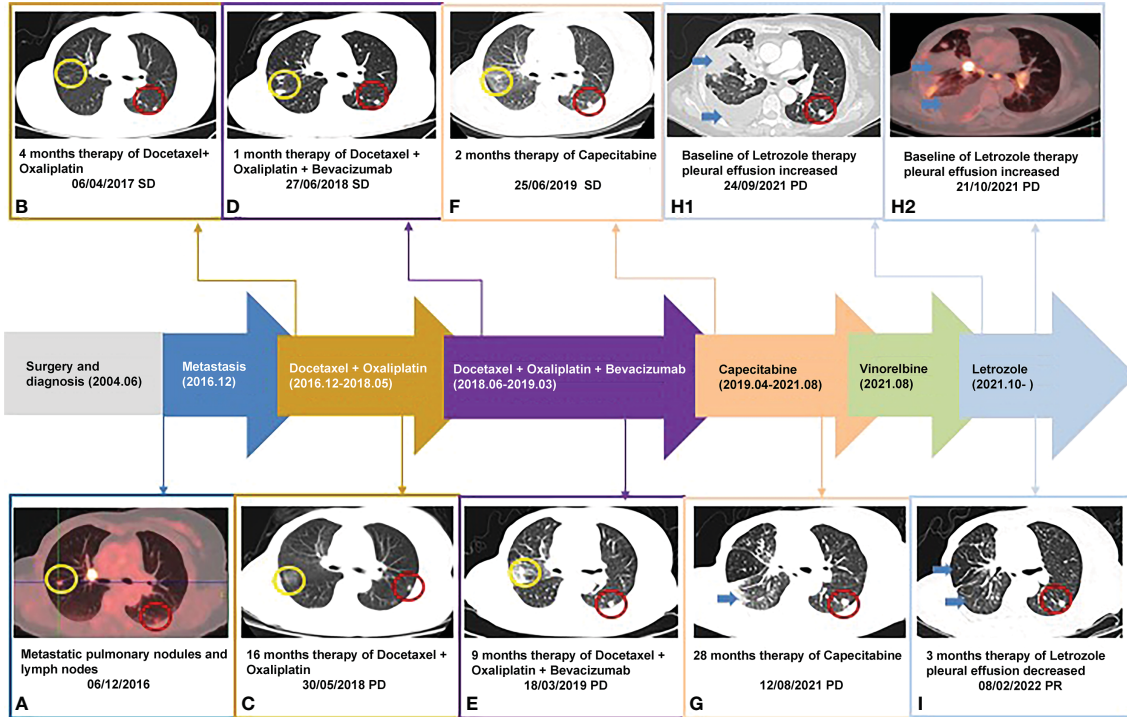 4 months therapy of Docetaxel+
Oxaliplatin
06/04/2017 SD
B
1 month therapy of Docetaxel +
Oxaliplatin + Bevacizumab
27/06/2018 SD
D
2 months therapy of Capecitabine
25/06/2019 SD
F
Baseline of Letrozole therapy
pleural effusion increased
24/09/2021 PD
H1
Baseline of Letrozole therapy
pleural effusion increased
21/10/2021 PD
H2
Surgery and
diagnosis (2004.06)
Metastasis
(2016.12)
Docetaxel + Oxaliplatin
(2016.12-2018.05)
Docetaxel + Oxaliplatin + Bevacizumab
(2018.06-2019.03)
Capecitabine
(2019.04-2021.08)
Vinorelbine
(2021.08)
Letrozole
(2021.10- )
Metastatic pulmonary nodules and
lymph nodes
06/12/2016
A
16 months therapy of Docetaxel +
Oxaliplatin
30/05/2018 PD
C
9 months therapy of Docetaxel +
Oxaliplatin + Bevacizumab
18/03/2019 PD
E
28 months therapy of Capecitabine
12/08/2021 PD
G
3 months therapy of Letrozole
pleural effusion decreased
08/02/2022 PR
I